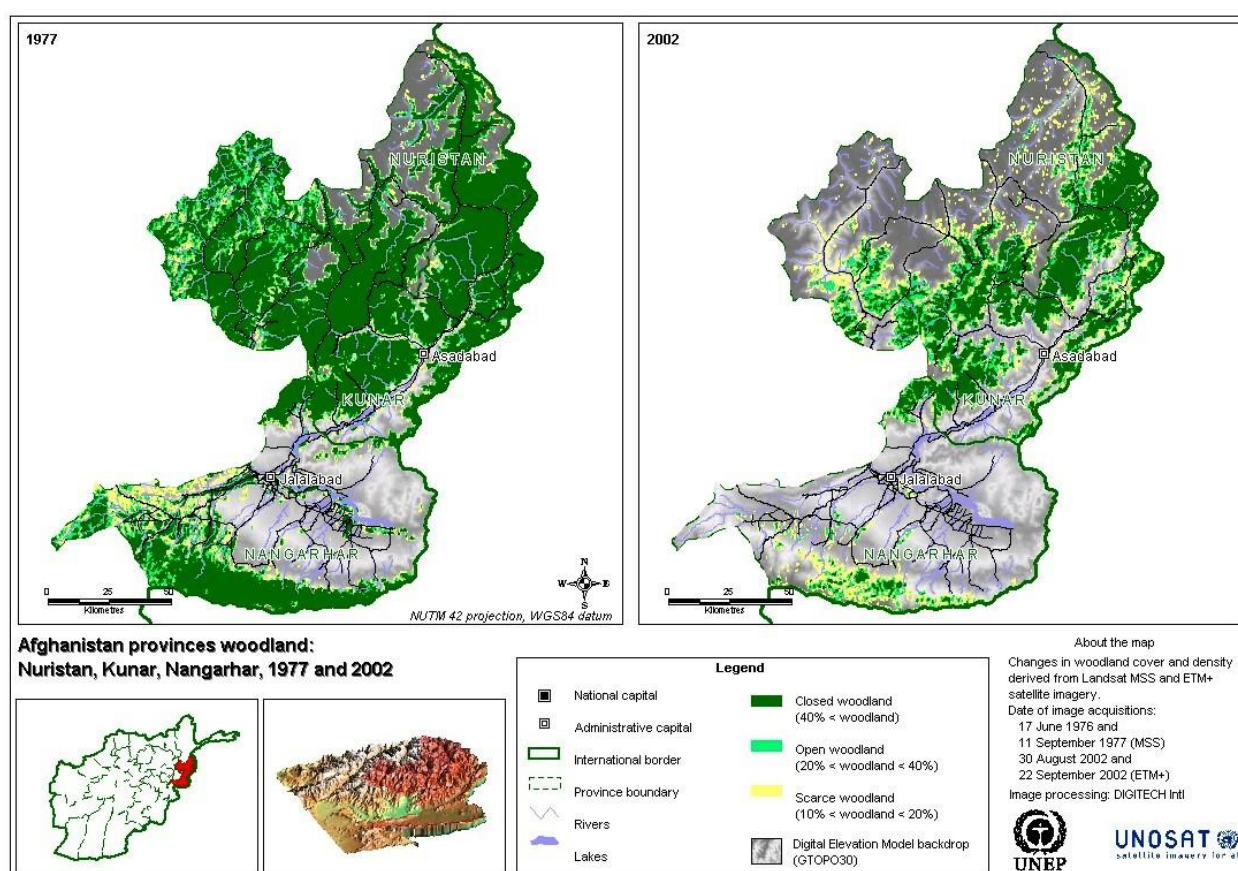 1977
NURISTAN
Asadabad
KUNAR
Jalalabad
NANGARHAR
N
W E
S
0 25 50
Kilometres
NUTM 42 projection, WGS84 datum
2002
NURISTAN
Asadabad
KUNAR
Jalalabad
NANGARHAR
0 25 50
Kilometres
Afghanistan provinces woodland:
Nuristan, Kunar, Nangarhar, 1977 and 2002
Legend
National capital
Administrative capital
International border
Province boundary
Rivers
Lakes
Closed woodland
(40% < woodland)
Open woodland
(20% < woodland < 40%)
Scarce woodland
(10% < woodland < 20%)
Digital Elevation Model backdrop
(GTOPO30)
About the map
Changes in woodland cover and density
derived from Landsat MSS and ETM+
satellite imagery.
Date of image acquisitions:
17 June 1976 and
11 September 1977 (MSS)
30 August 2002 and
22 September 2002 (ETM+)
Image processing: DIGITECH Intl
UNEP
UNOSAT
satellite imagery for al